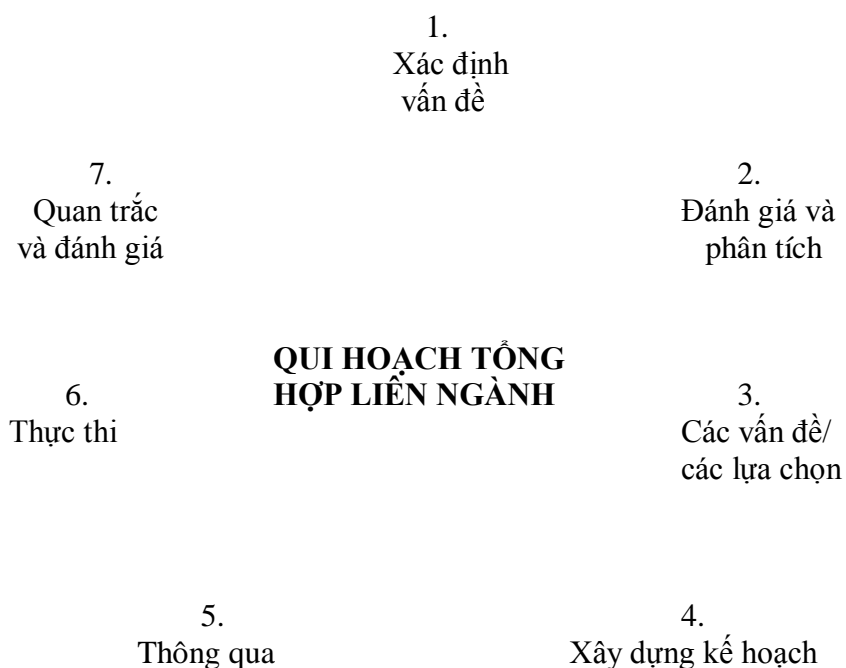 1.
Xác định
vấn đề
7.
Quan trắc
và đánh giá
2.
Đánh giá và
phân tích
QUI HOẠCH TỔNG
HỢP LIÊN NGÀNH
6.
Thực thi
3.
Các vấn đề/
các lựa chọn
5.
Thông qua
4.
Xây dựng kế hoạch